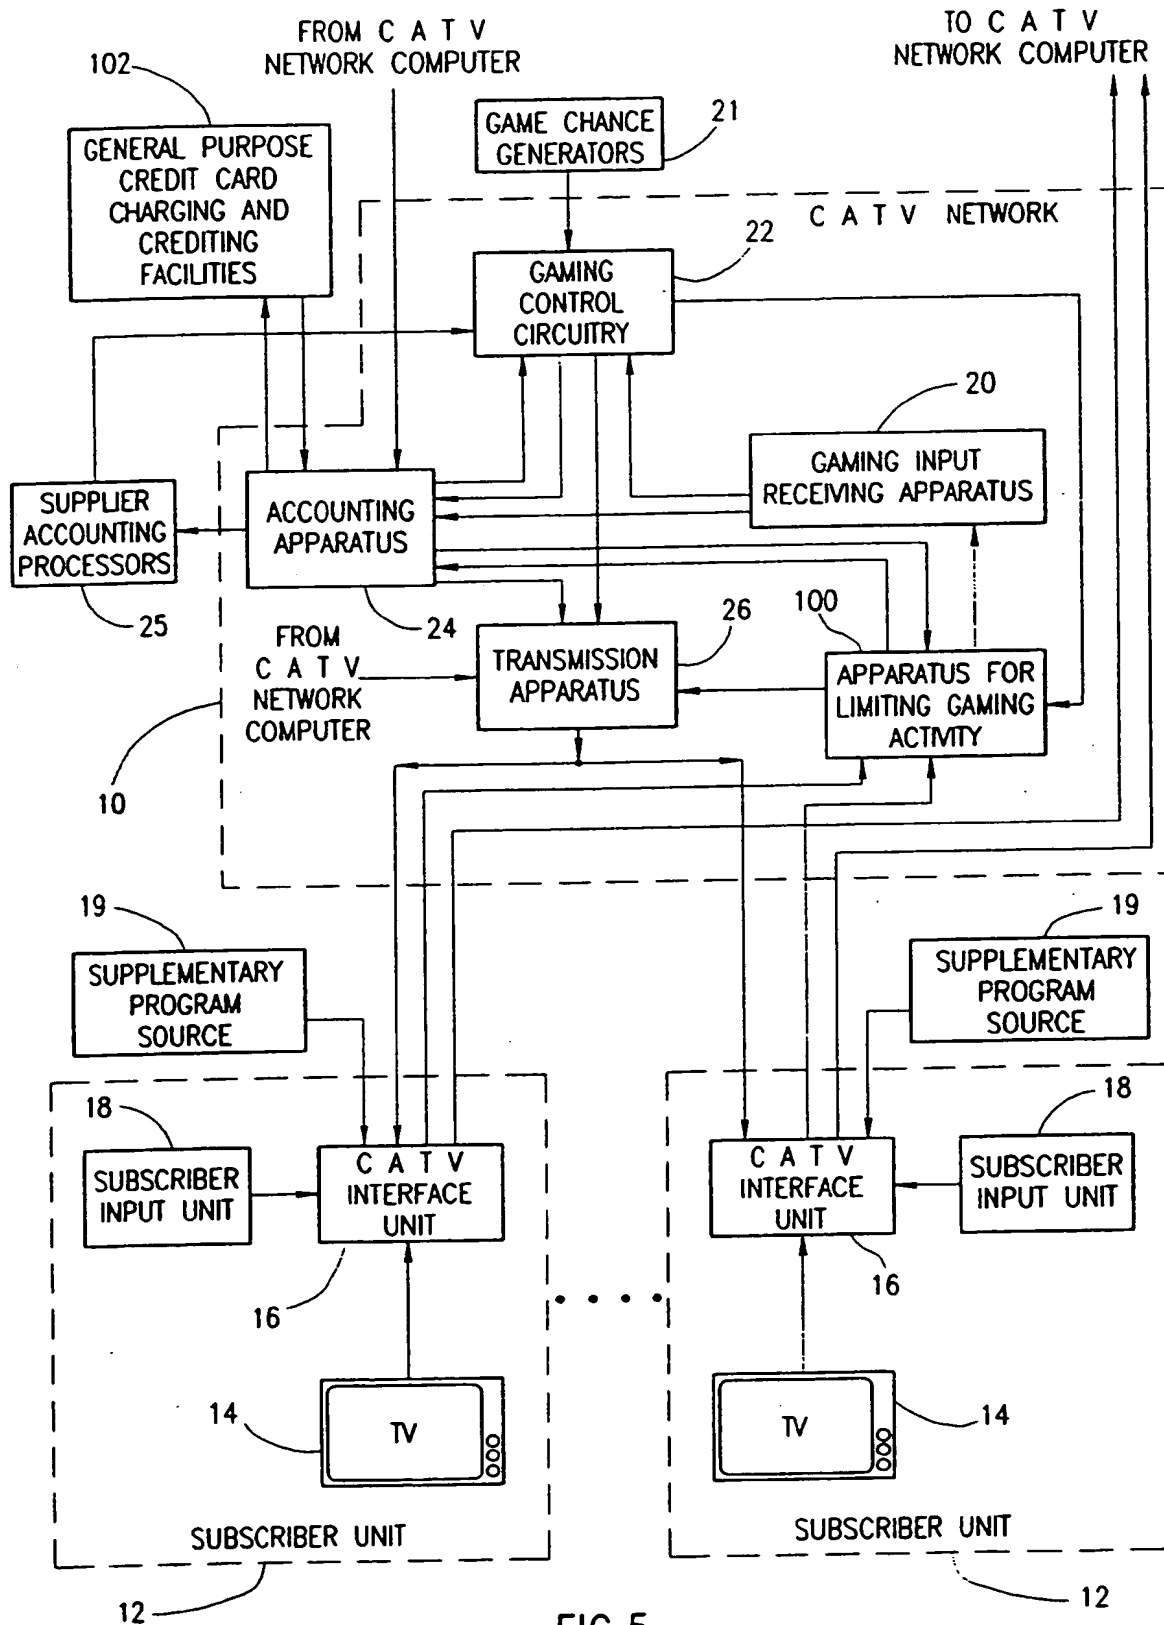 FROM C A T V
NETWORK COMPUTER
TO C A T V
NETWORK COMPUTER
102
GENERAL PURPOSE
CREDIT CARD
CHARGING AND
CREDITING
FACILITIES
GAME CHANCE
GENERATORS
21
C A T V NETWORK
22
GAMING
CONTROL
CIRCUITRY
20
GAMING INPUT
RECEIVING APPARATUS
SUPPLIER
ACCOUNTING
PROCESSORS
25
ACCOUNTING
APPARATUS
24
FROM
C A T V
NETWORK
COMPUTER
TRANSMISSION
APPARATUS
26
100
APPARATUS FOR
LIMITING GAMING
ACTIVITY
10
19
SUPPLEMENTARY
PROGRAM
SOURCE
19
SUPPLEMENTARY
PROGRAM
SOURCE
18
SUBSCRIBER
INPUT UNIT
C A T V
INTERFACE
UNIT
16
C A T V
INTERFACE
UNIT
16
18
SUBSCRIBER
INPUT UNIT
14
TV
TV
14
SUBSCRIBER UNIT
SUBSCRIBER UNIT
12
12
FIG.5